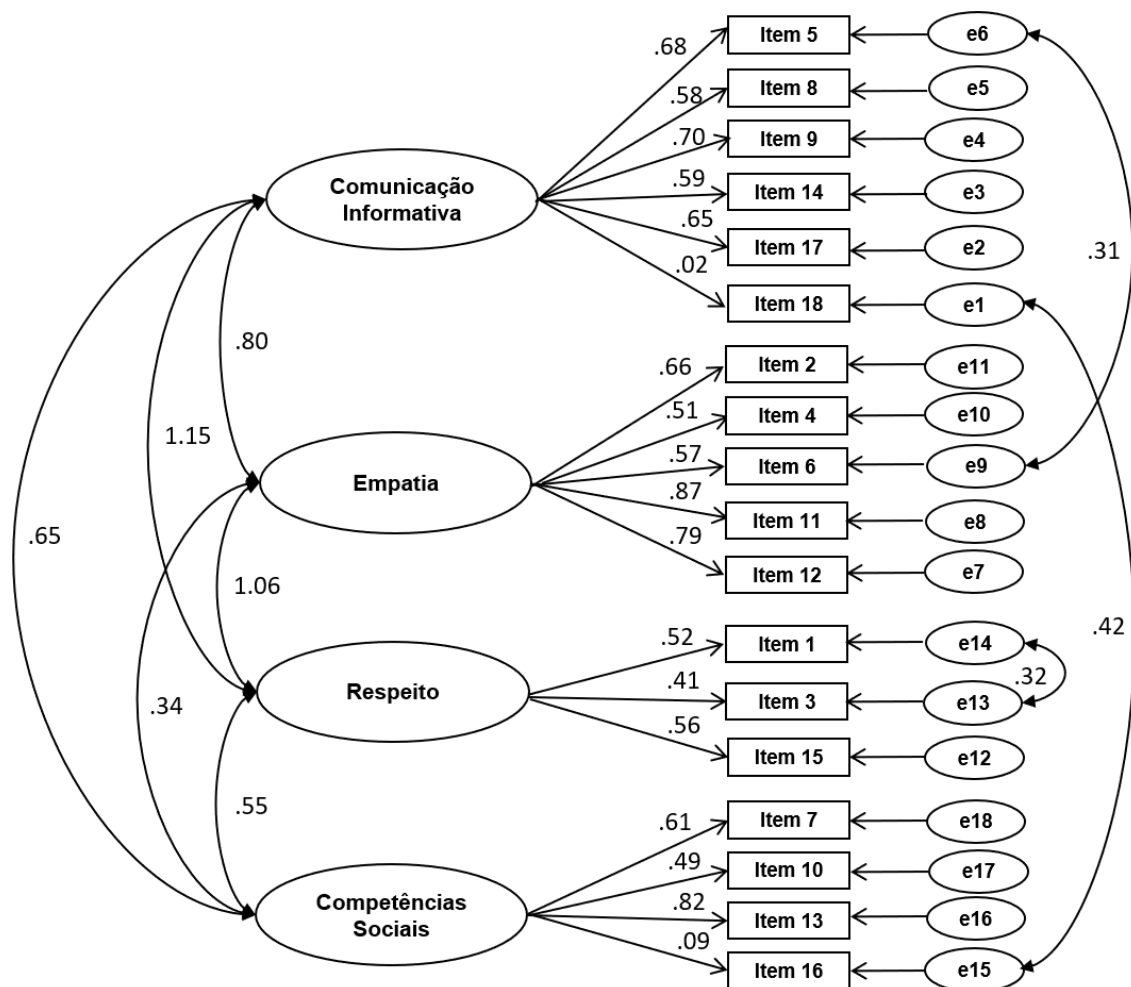 Item 5
e6
.68
Item 8
e5
.58
Item 9
e4
.70
Item 14
e3
.59
Comunicação
Informativa
Item 17
e2
.65
.31
Item 18
e1
.02
.80
Item 2
e11
.66
Item 4
e10
.51
1.15
Item 6
e9
.57
Empatia
Item 11
e8
.87
.65
Item 12
e7
.79
1.06
Item 1
e14
.52
.42
.32
Item 3
e13
.41
Respeito
.34
Item 15
e12
.56
.55
Item 7
e18
.61
Item 10
e17
.49
Competências
Sociais
Item 13
e16
.82
Item 16
e15
.09